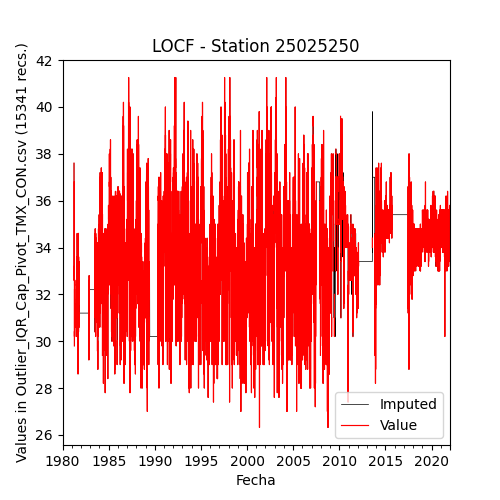 LOCF - Station 25025250
Values in Outlier_IQR_Cap_Pivot_TMX_CON.csv (15341 recs.)
42
40
38
36
34
32
30
28
26
Imputed
Value
1980 1985 1990 1995 2000 2005 2010 2015 2020
Fecha